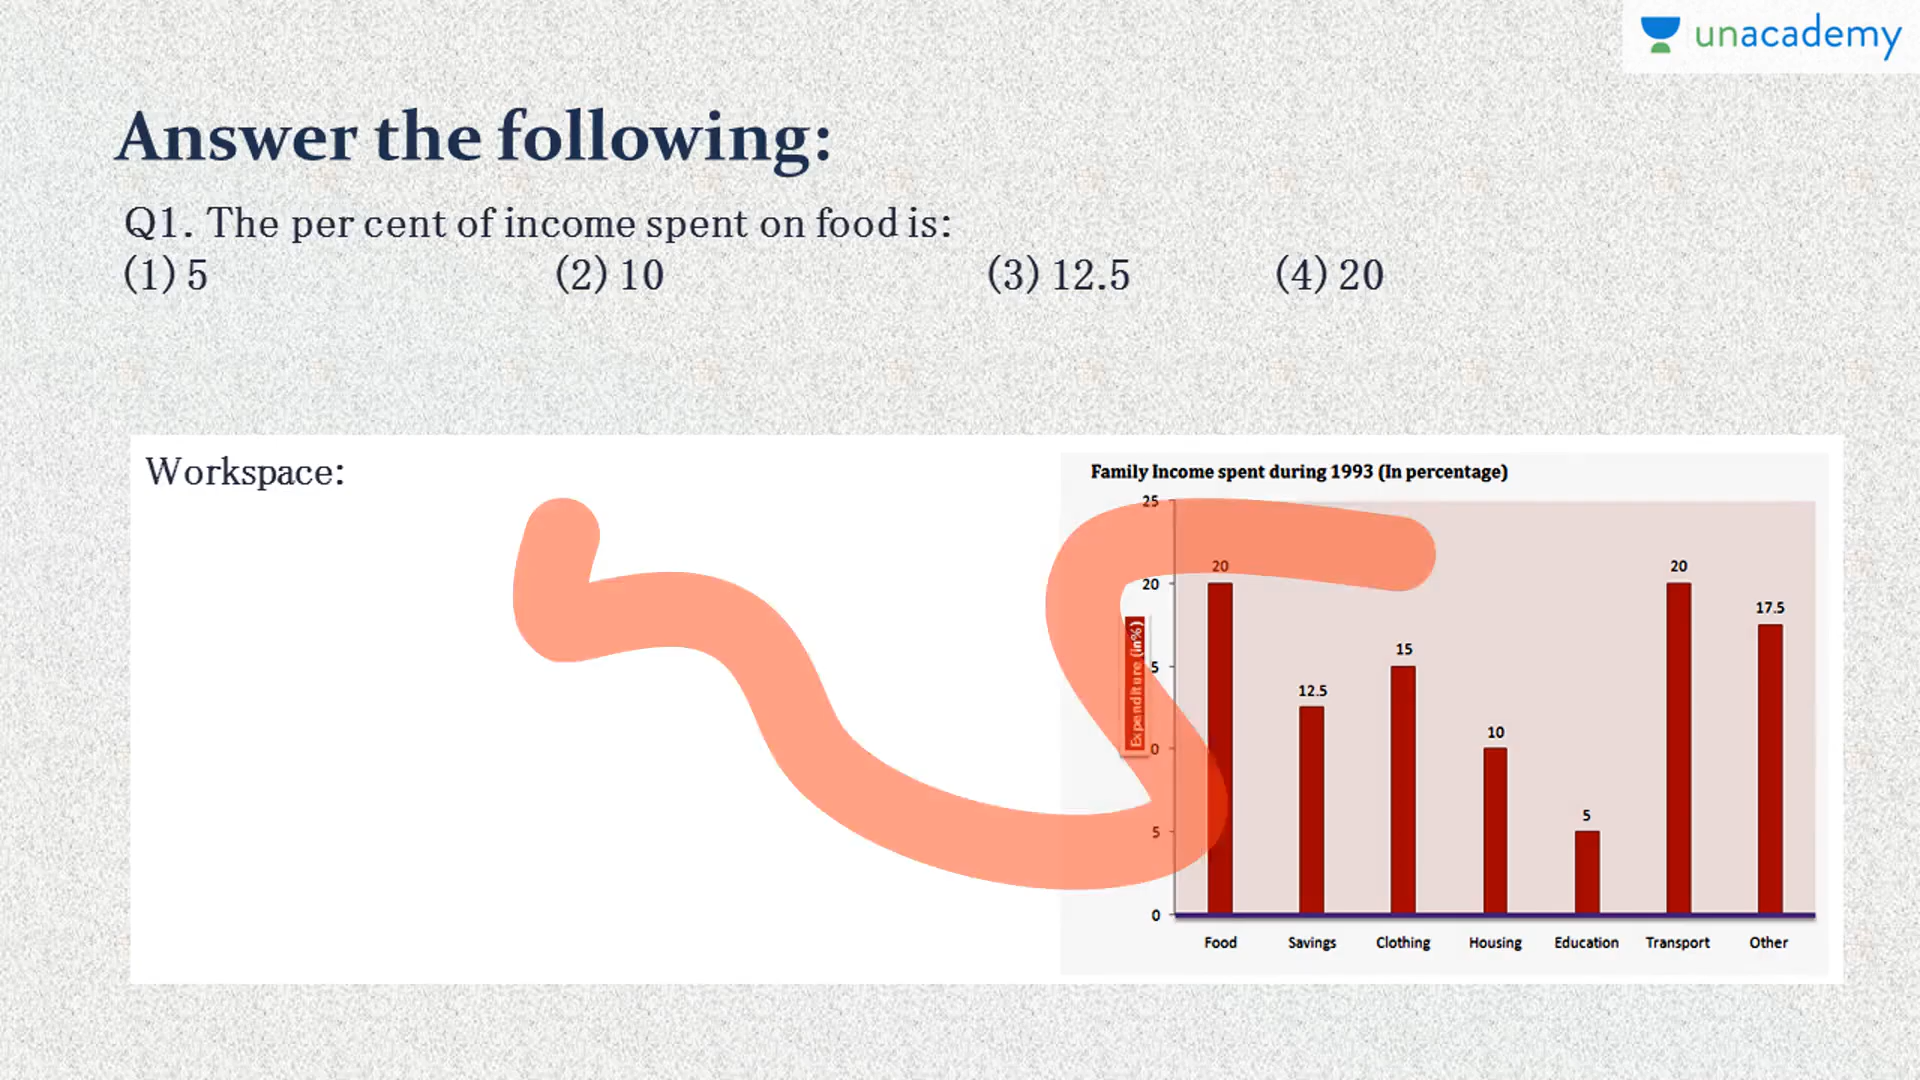 unacademy
Answer the following:
Q1. The per cent of income spent on food is:
(1) 5 (2) 10 (3) 12.5 (4) 20
Workspace:
Family Income spent during 1993 (In percentage)
Expenditure (in%)
25
20
5
0
5
0
20
12.5
15
10
5
20
17.5
Food Savings Clothing Housing Education Transport Other